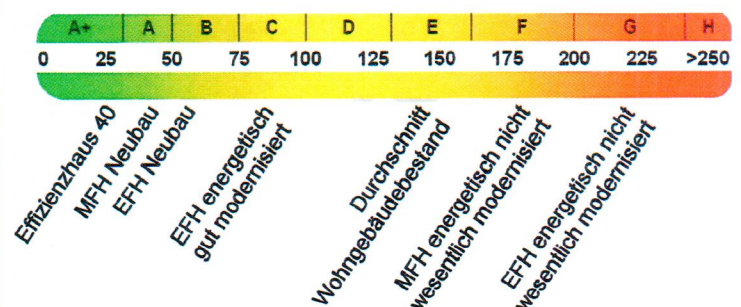 A+ A B C D E F G H
0 25 50 75 100 125 150 175 200 225 >250
Effizienzhaus 40
MFH Neubau
EFH Neubau
EFH energetisch
gut modernisiert
Durchschnitt
Wohngebäudebestand
MFH energetisch nicht
wesentlich modernisiert
EFH energetisch nicht
wesentlich modernisiert